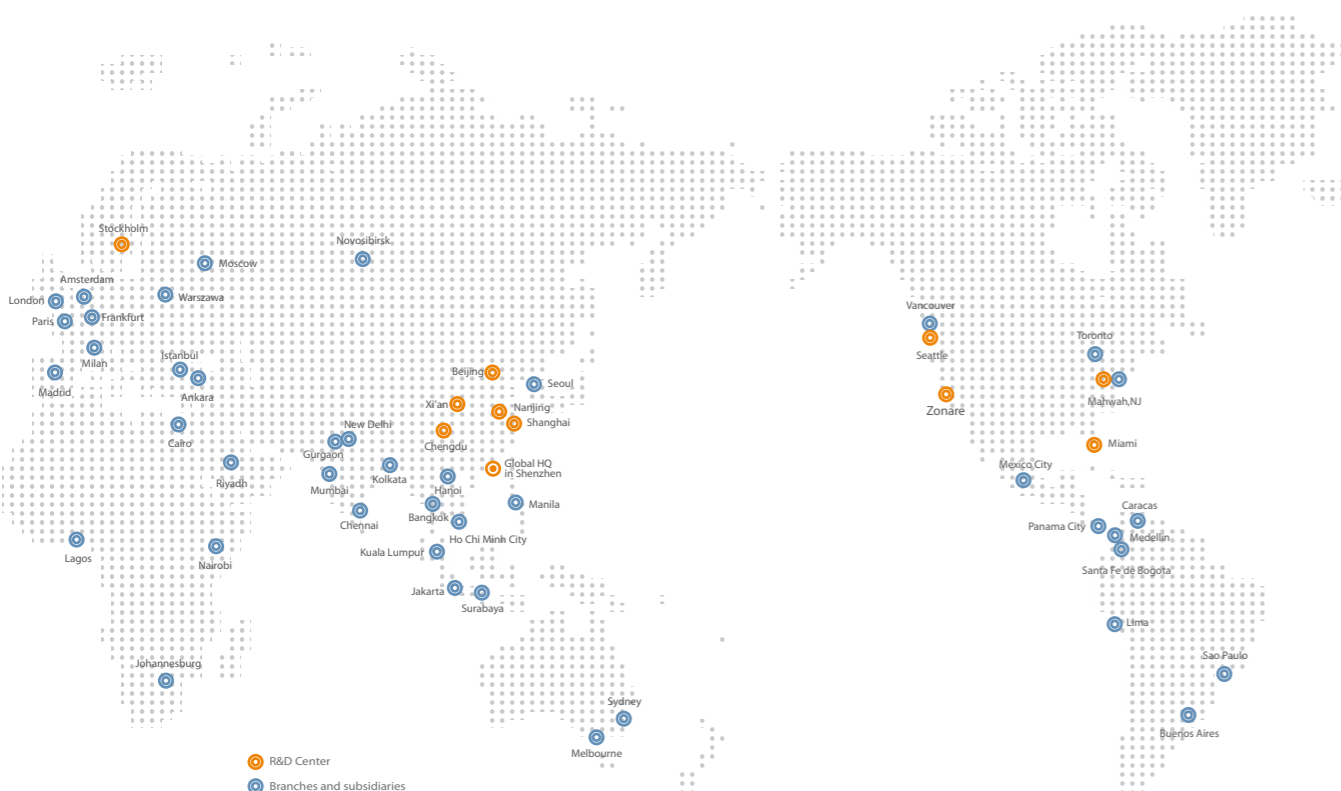 Stockholm
Novosibirsk
Moscow
Amsterdam
London
Warszawa
Paris
Frankfurt
Vancouver
Toronto
Milan
Istanbul
Seattle
Madrid
Ankara
Beijing
Seoul
Mahwah,NJ
Xi'an
Nanjing
Zonare
Shanghai
New Delhi
Cairo
Chengdu
Miami
Gurgaon
Global HQ
in Shenzhen
Mexico City
Riyadh
Mumbai
Kolkata
Hanoi
Manila
Caracas
Bangkok
Chennai
Panama City
Medellin
Ho Chi Minh City
Lagos
Nairobi
Kuala Lumpur
Santa Fe de Bogota
Jakarta
Surabaya
Lima
Johannesburg
Sao Paulo
Sydney
Buenos Aires
Melbourne
R&D Center
Branches and subsidiaries